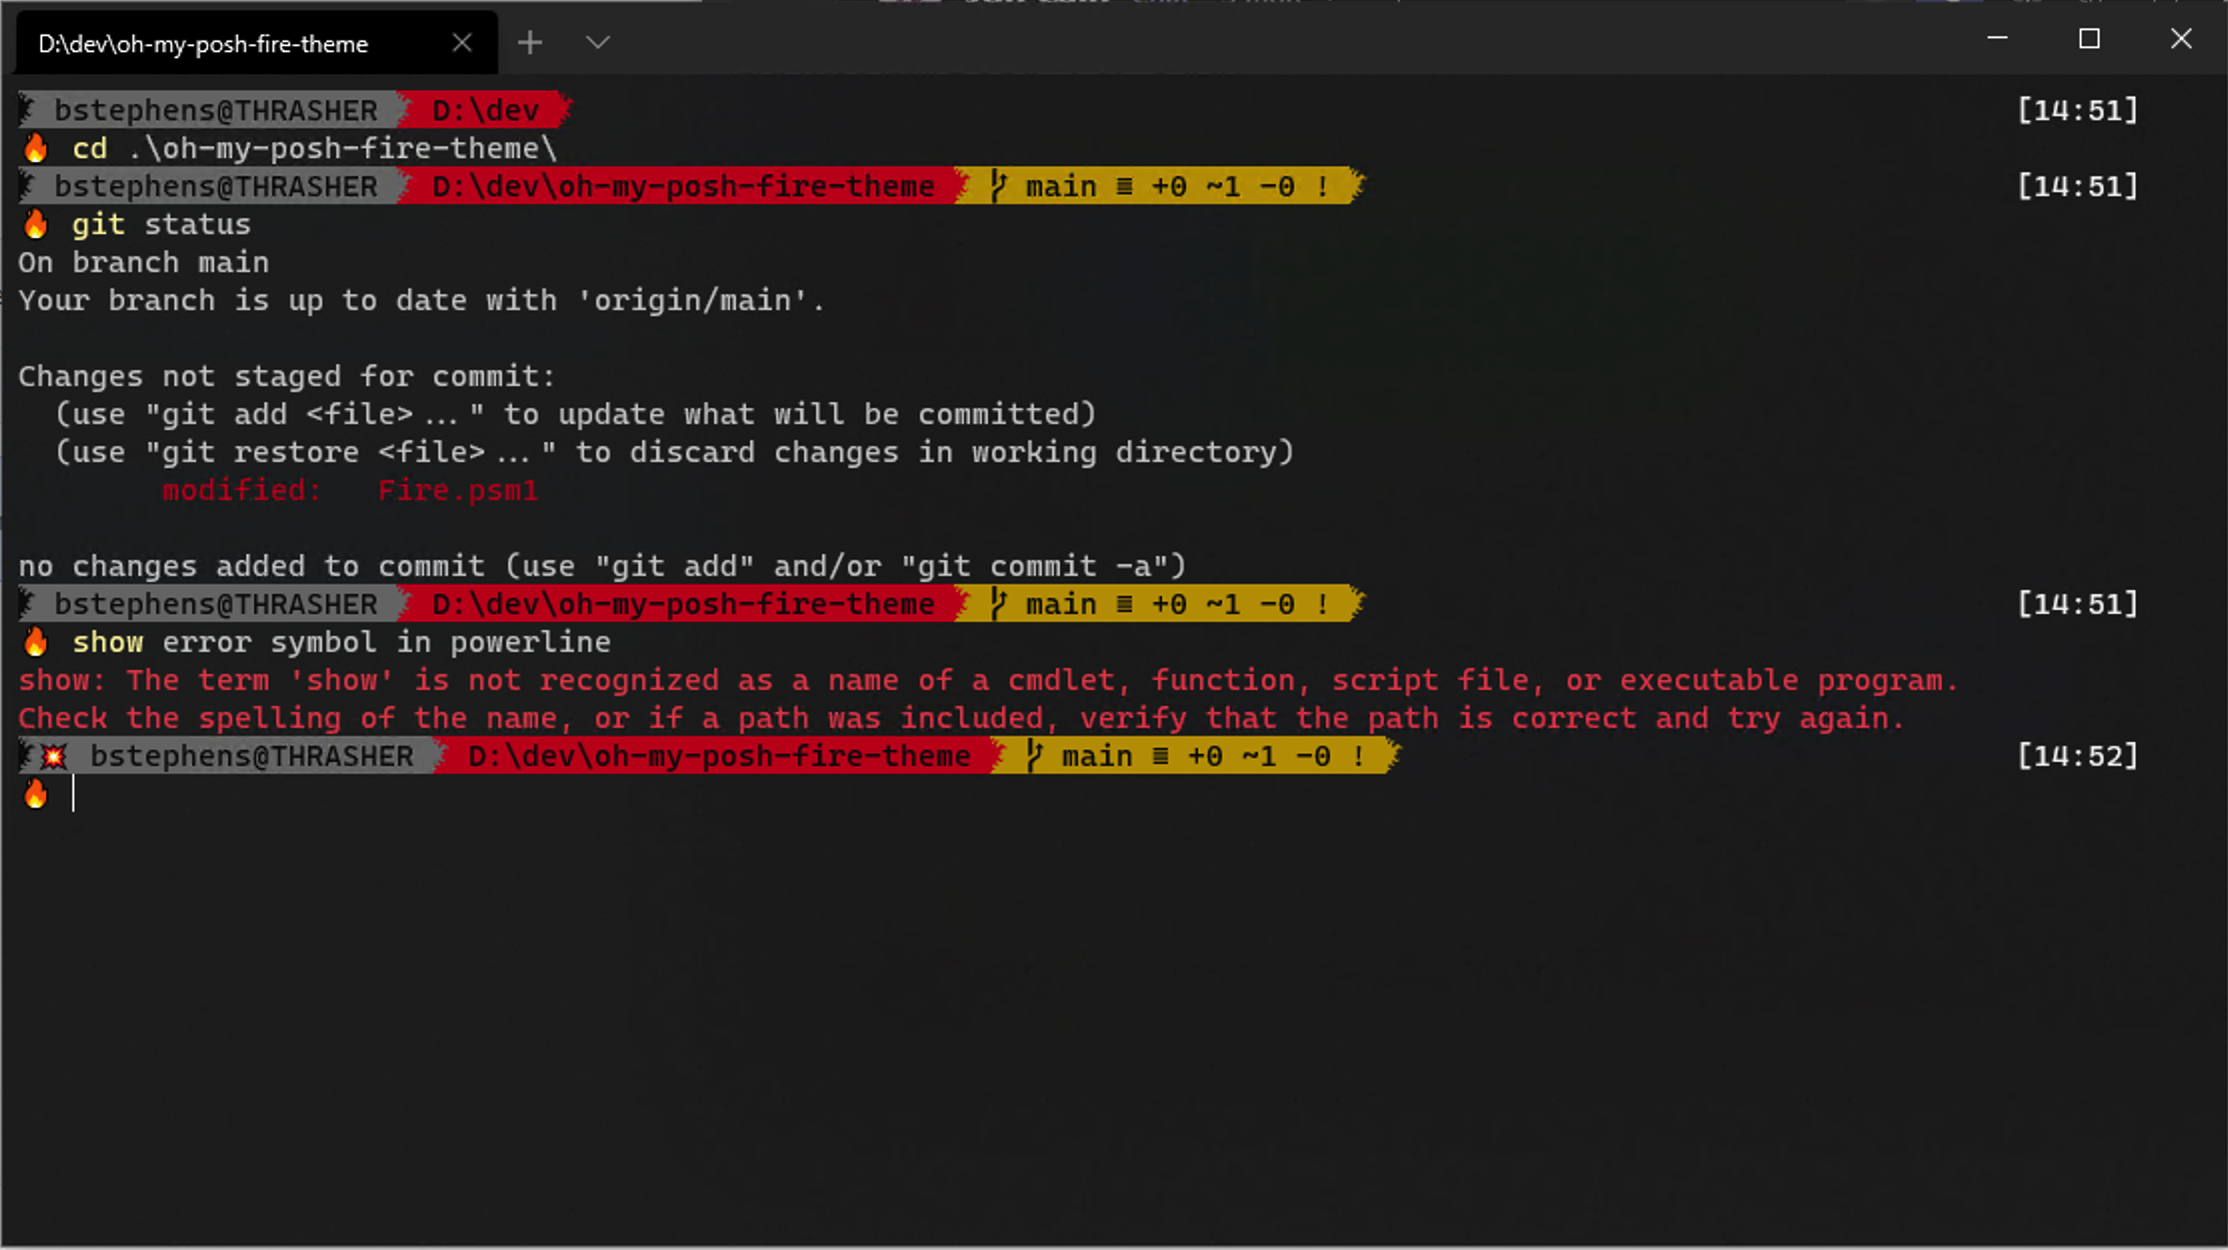 D:\dev\oh-my-posh-fire-theme
bstephens@THRASHER D:\dev [14:51]
🔥 cd .\oh-my-posh-fire-theme\
bstephens@THRASHER D:\dev\oh-my-posh-fire-theme main ≡ +0 ~1 -0 ! [14:51]
🔥 git status
On branch main
Your branch is up to date with 'origin/main'.
Changes not staged for commit:
(use "git add <file>..." to update what will be committed)
(use "git restore <file>..." to discard changes in working directory)
modified: Fire.psm1
no changes added to commit (use "git add" and/or "git commit -a")
bstephens@THRASHER D:\dev\oh-my-posh-fire-theme main ≡ +0 ~1 -0 ! [14:51]
🔥 show error symbol in powerline
show: The term 'show' is not recognized as a name of a cmdlet, function, script file, or executable program.
Check the spelling of the name, or if a path was included, verify that the path is correct and try again.
💥 bstephens@THRASHER D:\dev\oh-my-posh-fire-theme main ≡ +0 ~1 -0 ! [14:52]
🔥